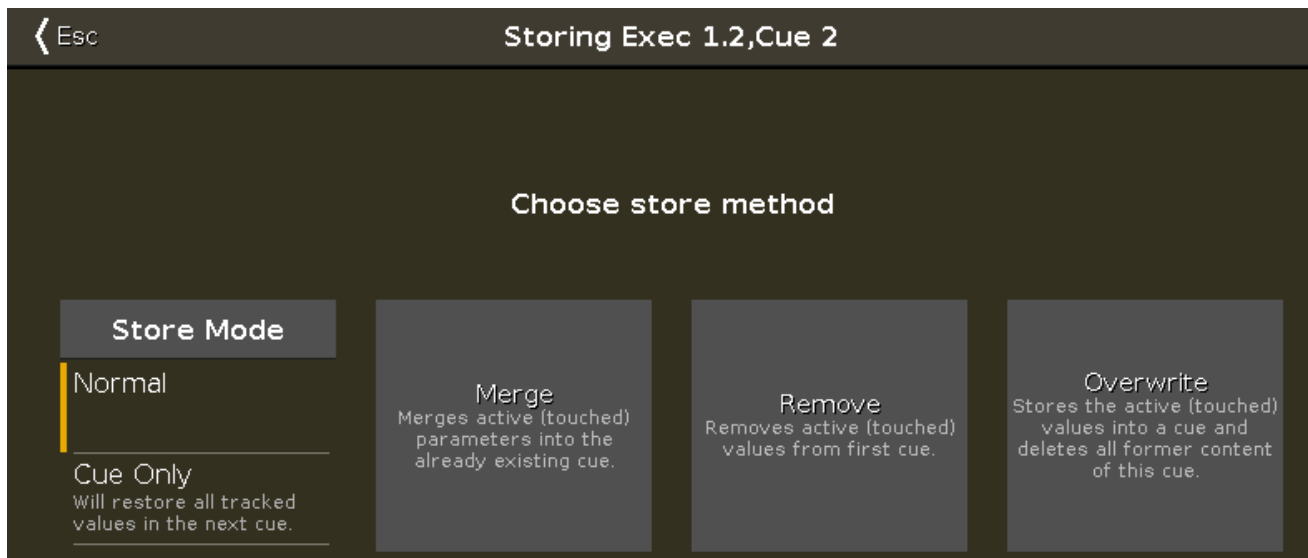 Esc
Storing Exec 1.2,Cue 2
Choose store method
Store Mode
Normal
Cue Only
Will restore all tracked
values in the next cue.
Merge
Merges active (touched)
parameters into the
already existing cue.
Remove
Removes active (touched)
values from first cue.
Overwrite
Stores the active (touched)
values into a cue and
deletes all former content
of this cue.